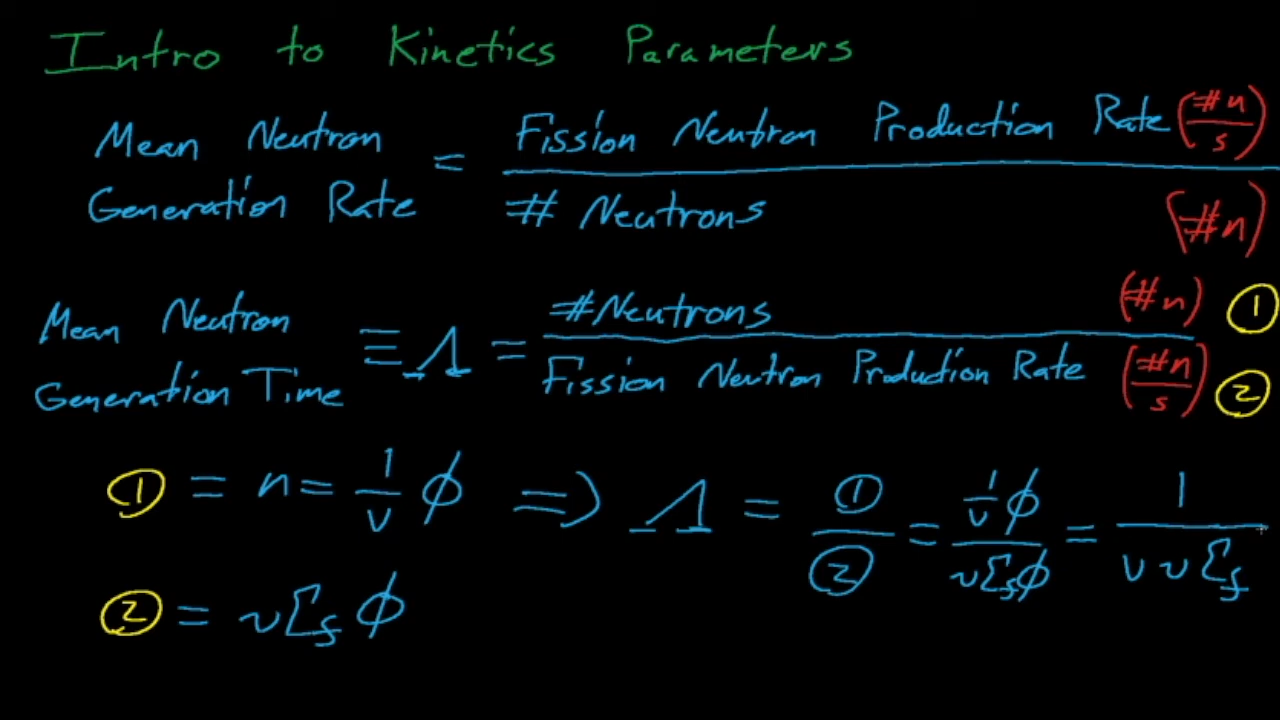 Intro to Kinetics Parameters
Mean Neutron Generation Rate = Fission Neutron Production Rate (#n/s) / # Neutrons (#n)
Mean Neutron Generation Time ≡ Λ = #Neutrons (#n) ① / Fission Neutron Production Rate (#n/s) ②
① = n = 1/v ϕ ⇒ Λ = ①/② = (1/v ϕ)/(νΣf ϕ) = 1/(v ν Σf)
② = νΣf ϕ